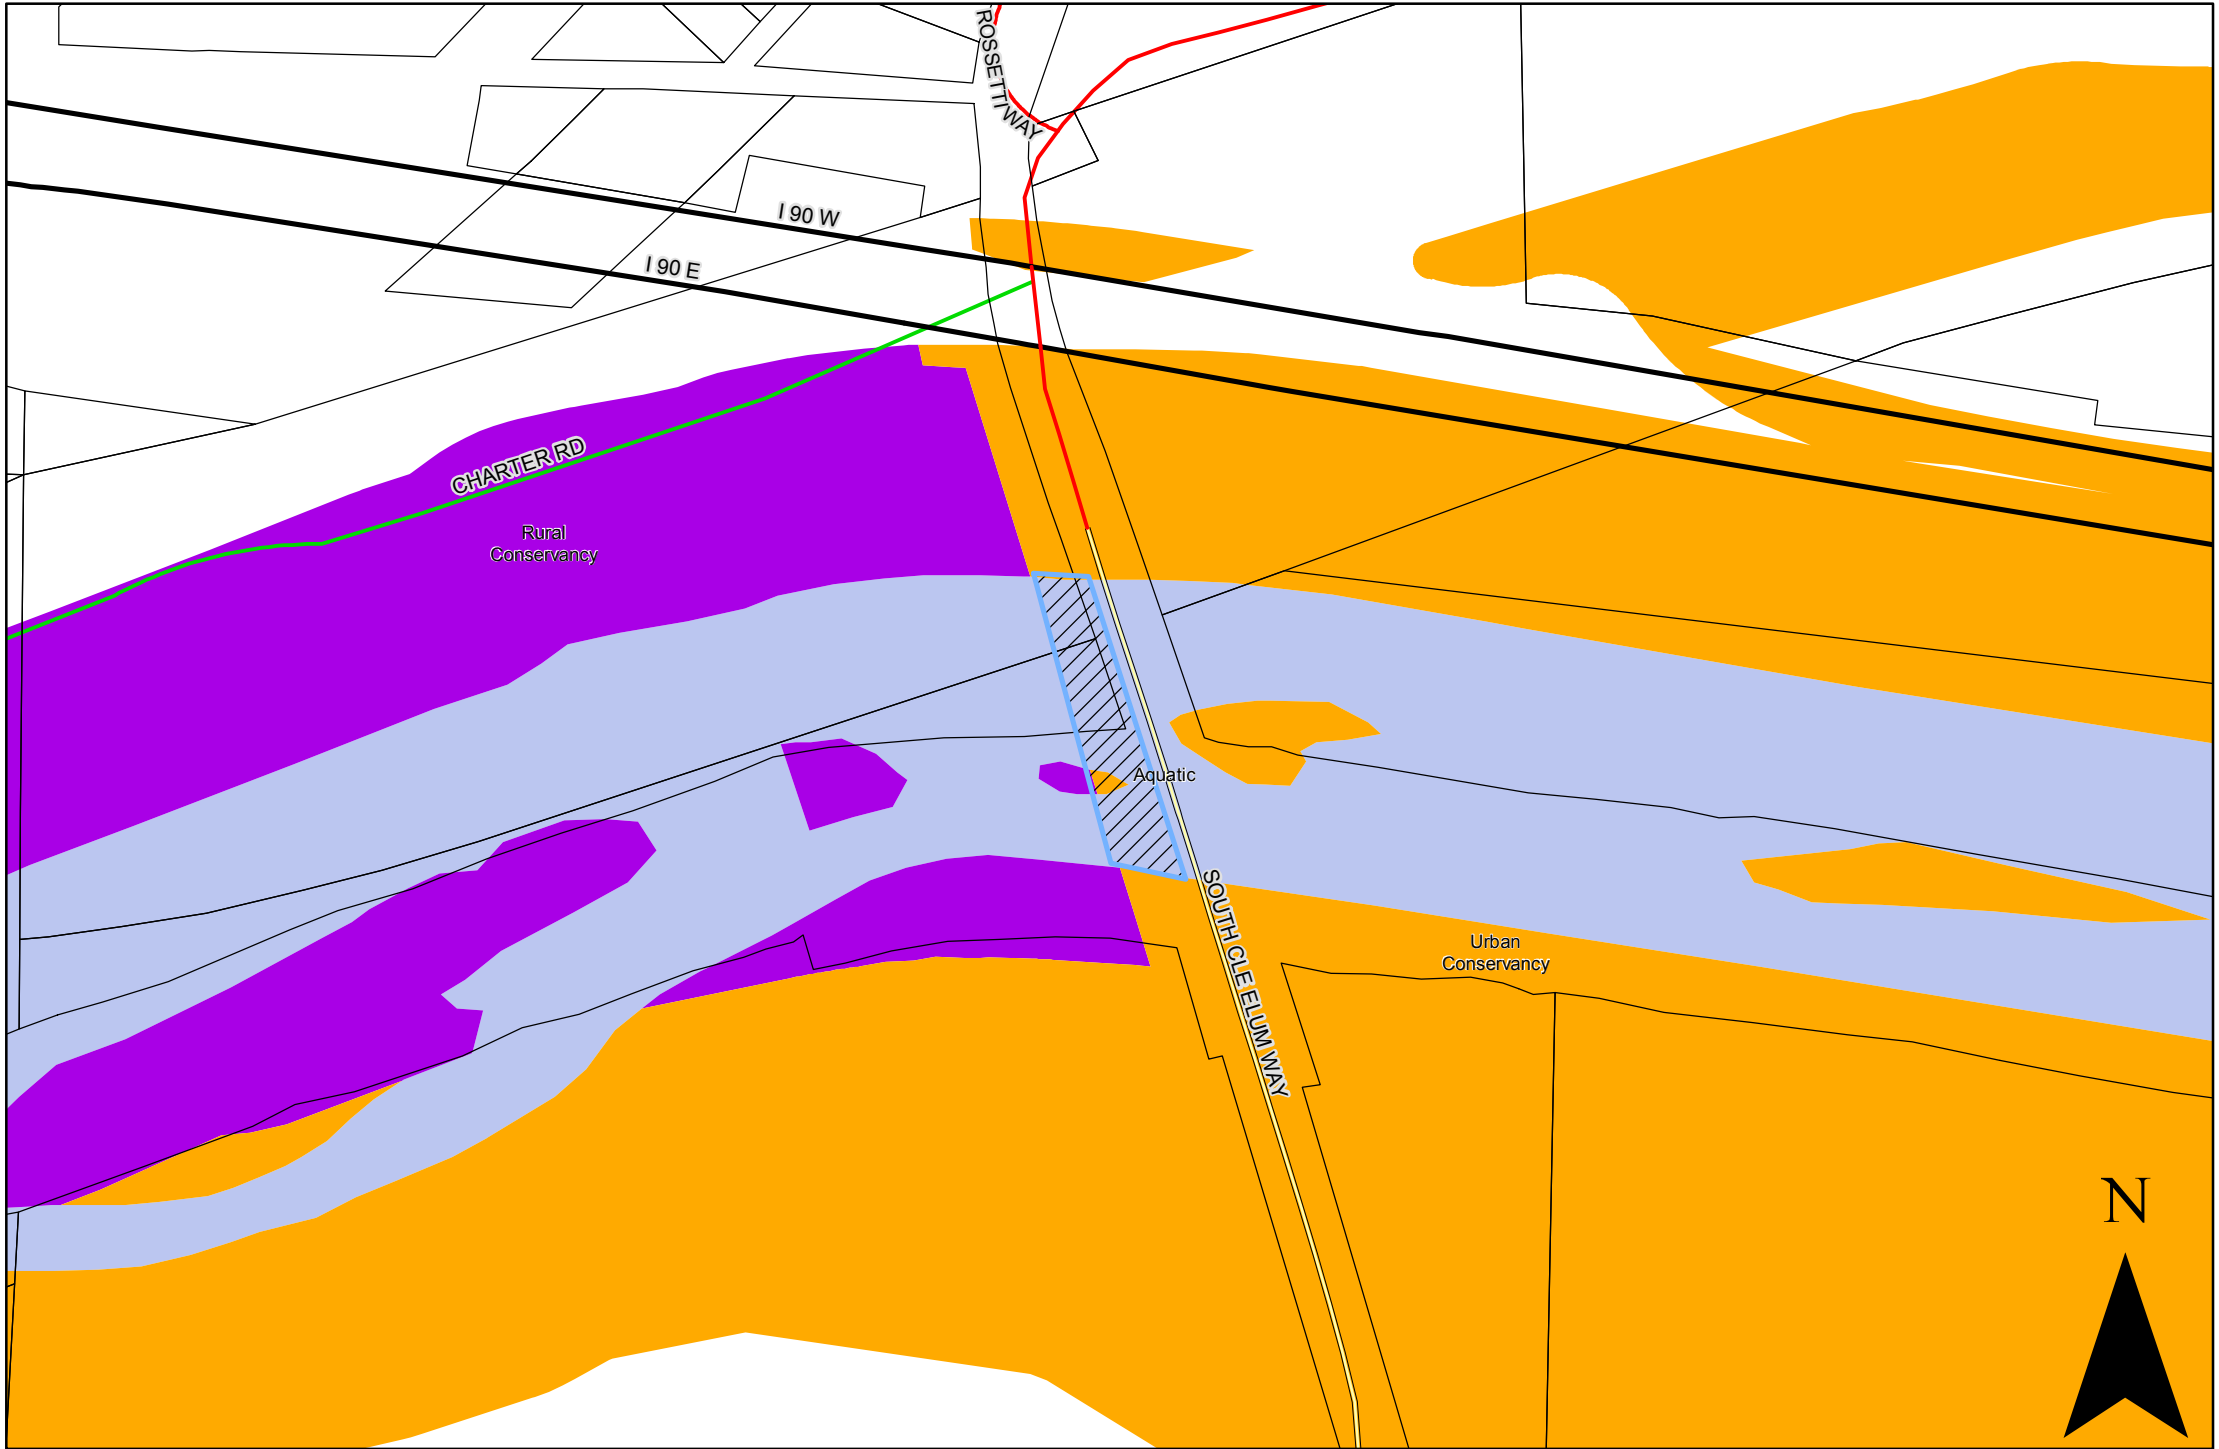 ROSSETTI WAY
I 90 W
I 90 E
CHARTER RD
Rural
Conservancy
Aquatic
SOUTH CLE ELUM WAY
Urban
Conservancy
N